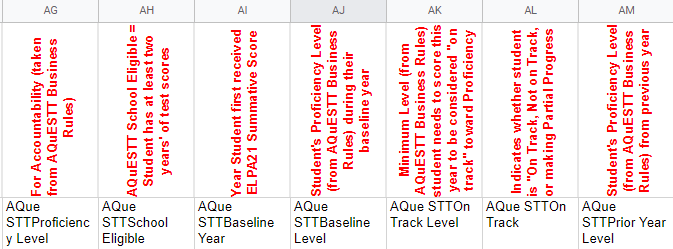 AG
AH
AI
AJ
AK
AL
AM
For Accountability (taken
from AQuESTT Business
Rules)
AQuESTT School Eligible =
Student has at least two
years' of test scores
Year Student first received
ELPA21 Summative Score
Student's Proficiency Level
(from AQuESTT Business
Rules) during their
baseline year
Minimum Level (from
AQuESTT Business Rules)
student needs to score this
year to be considered "on
track" toward Proficiency
Indicates whether student
is "On Track, Not on Track,
or making Partial Progress
Student's Proficiency Level
(from AQuESTT Business
Rules) from previous year
AQue
STTProficienc
y Level
AQue
STTSchool
Eligible
AQue
STTBaseline
Year
AQue
STTBaseline
Level
AQue STTOn
Track Level
AQue STTOn
Track
AQue
STTPrior Year
Level